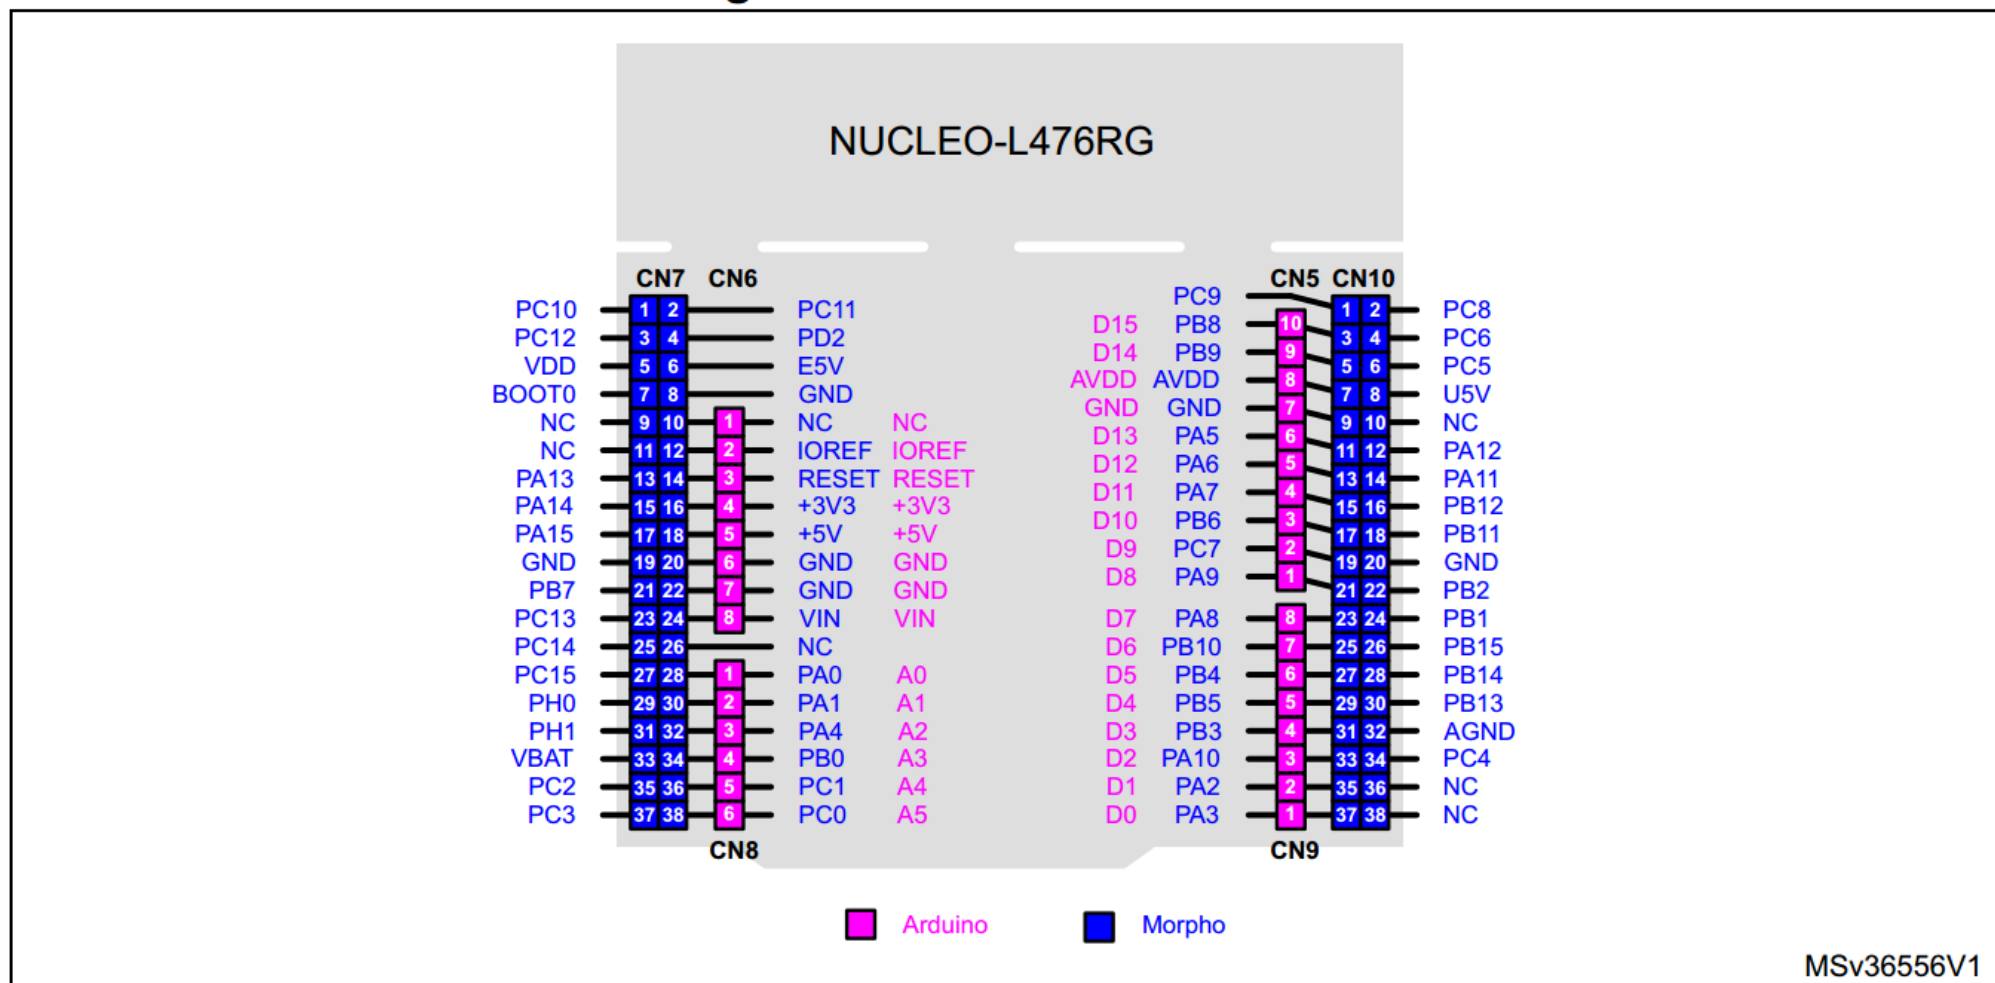 NUCLEO-L476RG
CN7 CN6 CN5 CN10
PC9
PC10 1 2 PC11 1 2 PC8
D15 PB8 10
PC12 3 4 PD2 3 4 PC6
D14 PB9 9
VDD 5 6 E5V 5 6 PC5
AVDD AVDD 8
BOOT0 7 8 GND 7 8 U5V
GND GND 7
NC 9 10 1 NC NC 9 10 NC
D13 PA5 6
NC 11 12 2 IOREF IOREF 11 12 PA12
D12 PA6 5
PA13 13 14 3 RESET RESET 13 14 PA11
D11 PA7 4
PA14 15 16 4 +3V3 +3V3 15 16 PB12
D10 PB6 3
PA15 17 18 5 +5V +5V 17 18 PB11
D9 PC7 2
GND 19 20 6 GND GND 19 20 GND
D8 PA9 1
PB7 21 22 7 GND GND 21 22 PB2
PC13 23 24 8 VIN VIN D7 PA8 8 23 24 PB1
PC14 25 26 NC D6 PB10 7 25 26 PB15
PC15 27 28 1 PA0 A0 D5 PB4 6 27 28 PB14
PH0 29 30 2 PA1 A1 D4 PB5 5 29 30 PB13
PH1 31 32 3 PA4 A2 D3 PB3 4 31 32 AGND
VBAT 33 34 4 PB0 A3 D2 PA10 3 33 34 PC4
PC2 35 36 5 PC1 A4 D1 PA2 2 35 36 NC
PC3 37 38 6 PC0 A5 D0 PA3 1 37 38 NC
CN8 CN9
Arduino Morpho
MSv36556V1